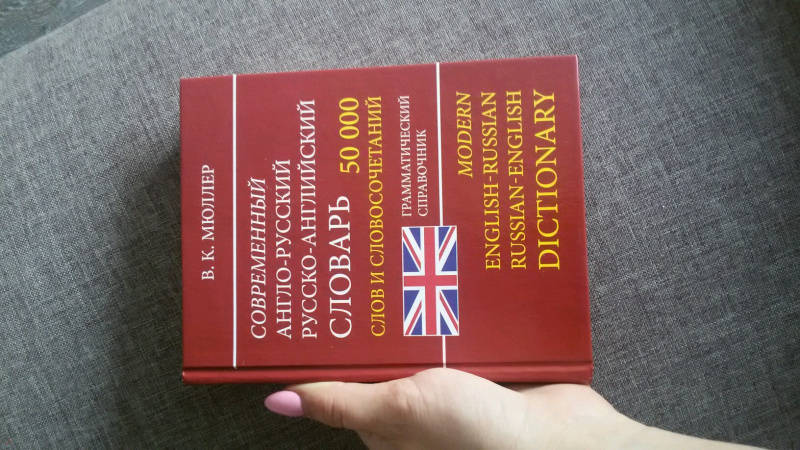 В. К. МЮЛЛЕР
СОВРЕМЕННЫЙ
АНГЛО-РУССКИЙ
РУССКО-АНГЛИЙСКИЙ
СЛОВАРЬ 50 000
СЛОВ И СЛОВОСОЧЕТАНИЙ
ГРАММАТИЧЕСКИЙ
СПРАВОЧНИК
MODERN
ENGLISH-RUSSIAN
RUSSIAN-ENGLISH
DICTIONARY